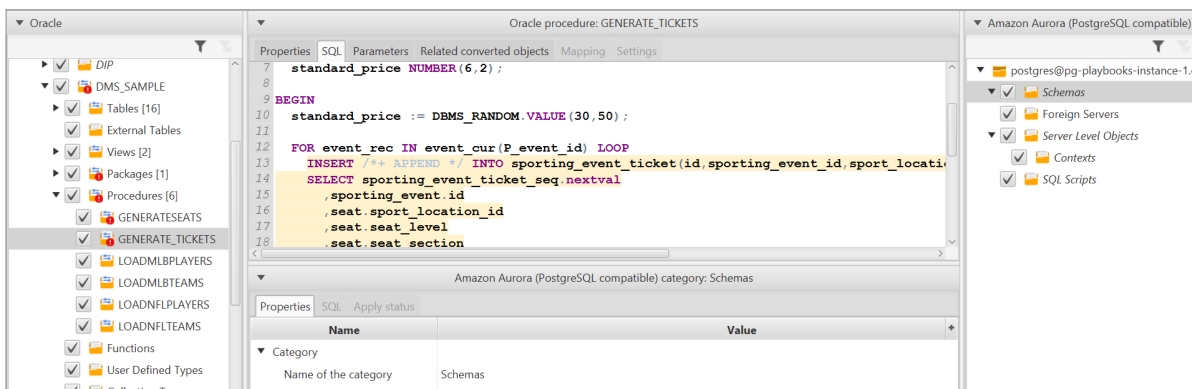 Oracle
DIP
DMS_SAMPLE
Tables [16]
External Tables
Views [2]
Packages [1]
Procedures [6]
GENERATESEATS
GENERATE_TICKETS
LOADMLBPLAYERS
LOADMLBTEAMS
LOADNFLPLAYERS
LOADNFLTEAMS
Functions
User Defined Types
Oracle procedure: GENERATE_TICKETS
Properties SQL Parameters Related converted objects Mapping Settings
7 standard_price NUMBER(6,2);
8
9 BEGIN
10 standard_price := DBMS_RANDOM.VALUE(30,50);
11
12 FOR event_rec IN event_cur(P_event_id) LOOP
13 INSERT /*+ APPEND */ INTO sporting_event_ticket(id,sporting_event_id,sport_locatio
14 SELECT sporting_event_ticket_seq.nextval
15 ,sporting_event.id
16 ,seat.sport_location_id
17 ,seat.seat_level
18 ,seat.seat_section
Amazon Aurora (PostgreSQL compatible) category: Schemas
Properties SQL Apply status
Name Value
Category
Name of the category Schemas
Amazon Aurora (PostgreSQL compatible)
postgres@pg-playbooks-instance-1.
Schemas
Foreign Servers
Server Level Objects
Contexts
SQL Scripts